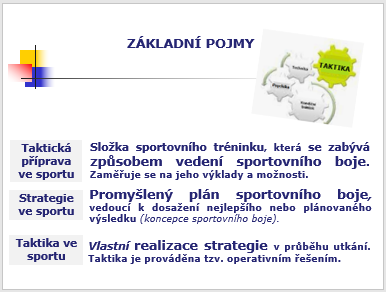 ZÁKLADNÍ POJMY
TAKTIKA
Technika
Psychika
Taktická
příprava
ve sportu
Složka sportovního tréninku, která se zabývá
způsobem vedení sportovního boje.
Zaměřuje se na jeho výklady a možnosti.
Strategie
ve sportu
Promyšlený plán sportovního boje,
vedoucí k dosažení nejlepšího nebo plánovaného
výsledku (koncepce sportovního boje).
Taktika ve
sportu
Vlastní realizace strategie v průběhu utkání.
Taktika je prováděna tzv. operativním řešením.